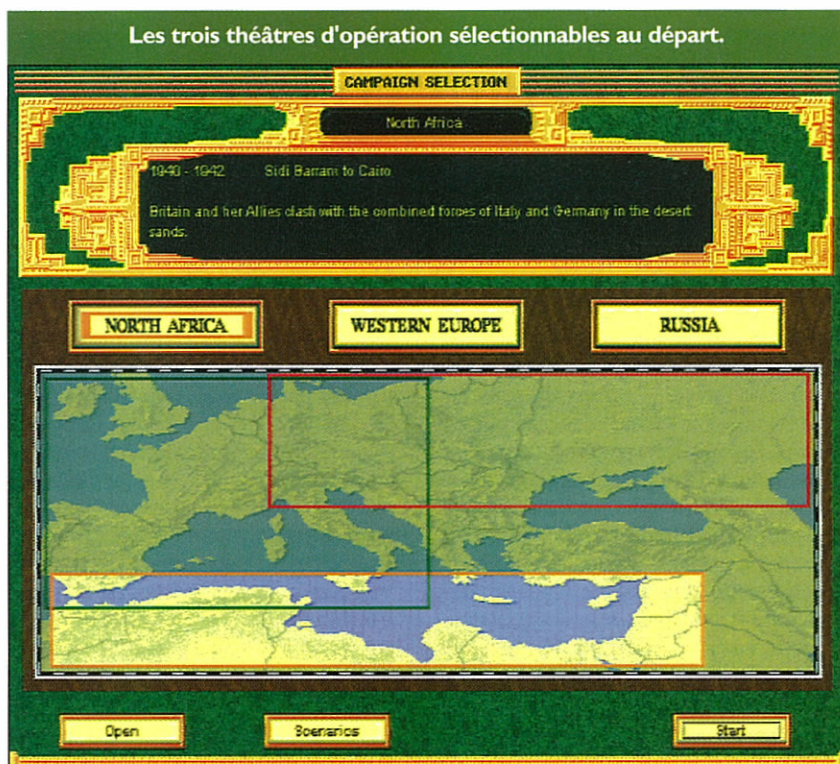 Les trois théâtres d'opération sélectionnables au départ.
CAMPAIGN SELECTION
North Africa
1940 - 1942 Sidi Barrani to Cairo
Britain and her Allies clash with the combined forces of Italy and Germany in the desert
sands.
NORTH AFRICA WESTERN EUROPE RUSSIA
Open Scenarios Start